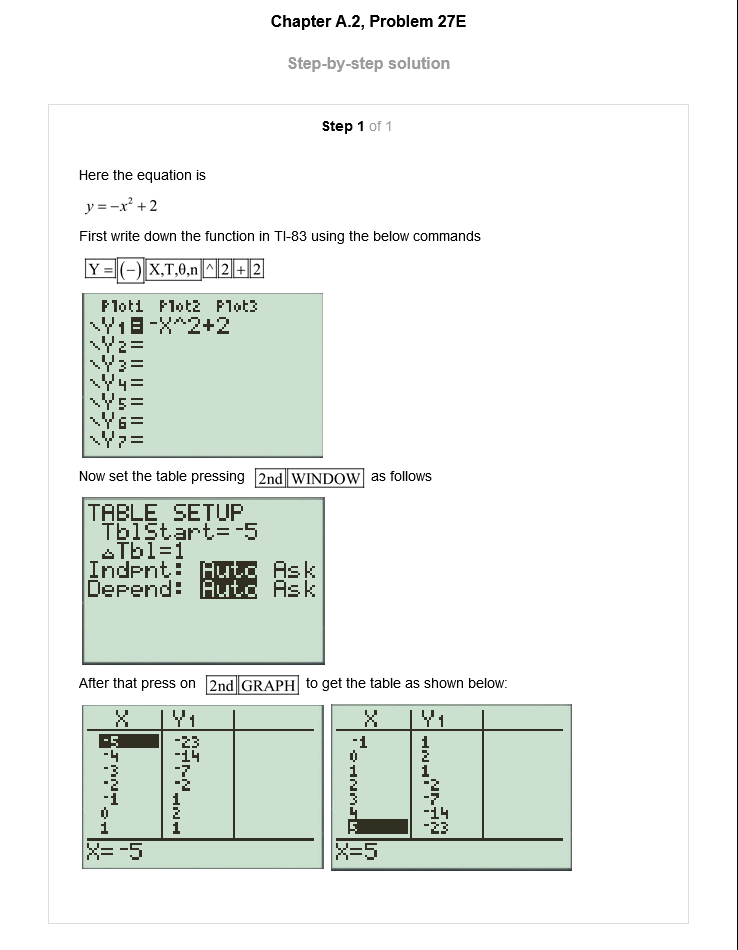 Chapter A.2, Problem 27E
Step-by-step solution
Step 1 of 1
Here the equation is
y = −x² + 2
First write down the function in TI-83 using the below commands
Y = (−) X,T,θ,n ^ 2 + 2
Plot1 Plot2 Plot3
\Y1=-X^2+2
\Y2=
\Y3=
\Y4=
\Y5=
\Y6=
\Y7=
Now set the table pressing 2nd WINDOW as follows
TABLE SETUP
TblStart=-5
△Tbl=1
Indpnt: Auto Ask
Depend: Auto Ask
After that press on 2nd GRAPH to get the table as shown below:
X Y1
-5 -23
-4 -14
-3 -7
-2 -2
-1 1
0 2
1 1
X=-5
X Y1
-1 1
0 2
1 1
2 -2
3 -7
4 -14
5 -23
X=5